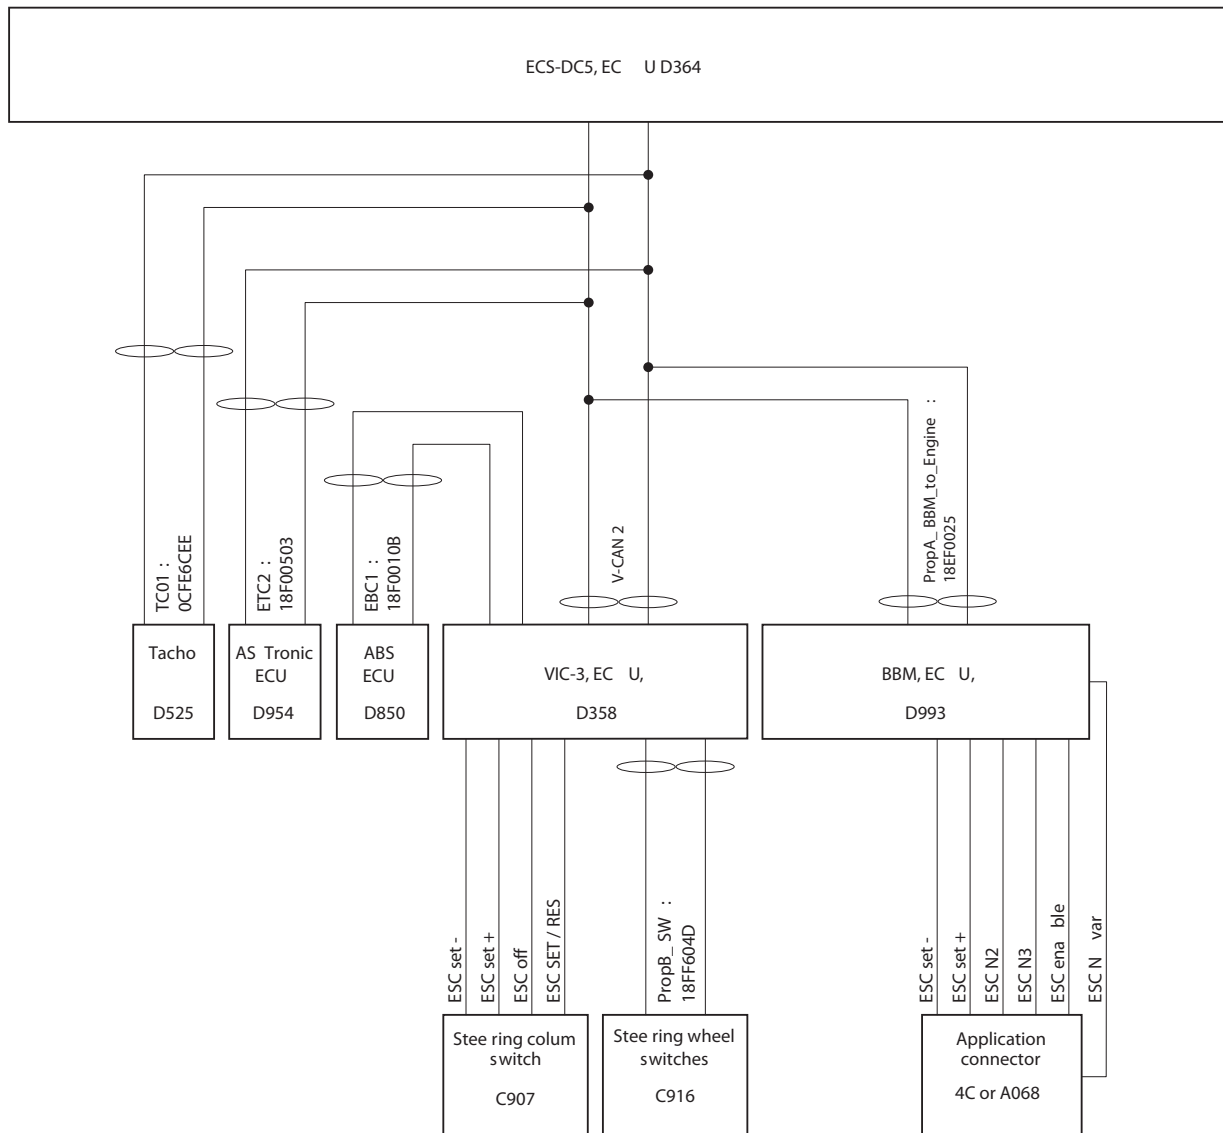 ECS-DC5, EC U D364
TC01 :
0CFE6CEE
ETC2 :
18F00503
EBC1 :
18F0010B
V-CAN 2
PropA_ BBM_to_Engine :
18EF0025
Tacho
D525
AS Tronic
ECU
D954
ABS
ECU
D850
VIC-3, EC U,
D358
BBM, EC U,
D993
ESC set -
ESC set +
ESC off
ESC SET / RES
PropB_ SW :
18FF604D
ESC set -
ESC set +
ESC N2
ESC N3
ESC ena ble
ESC N var
Stee ring colum
switch
C907
Stee ring wheel
switches
C916
Application
connector
4C or A068